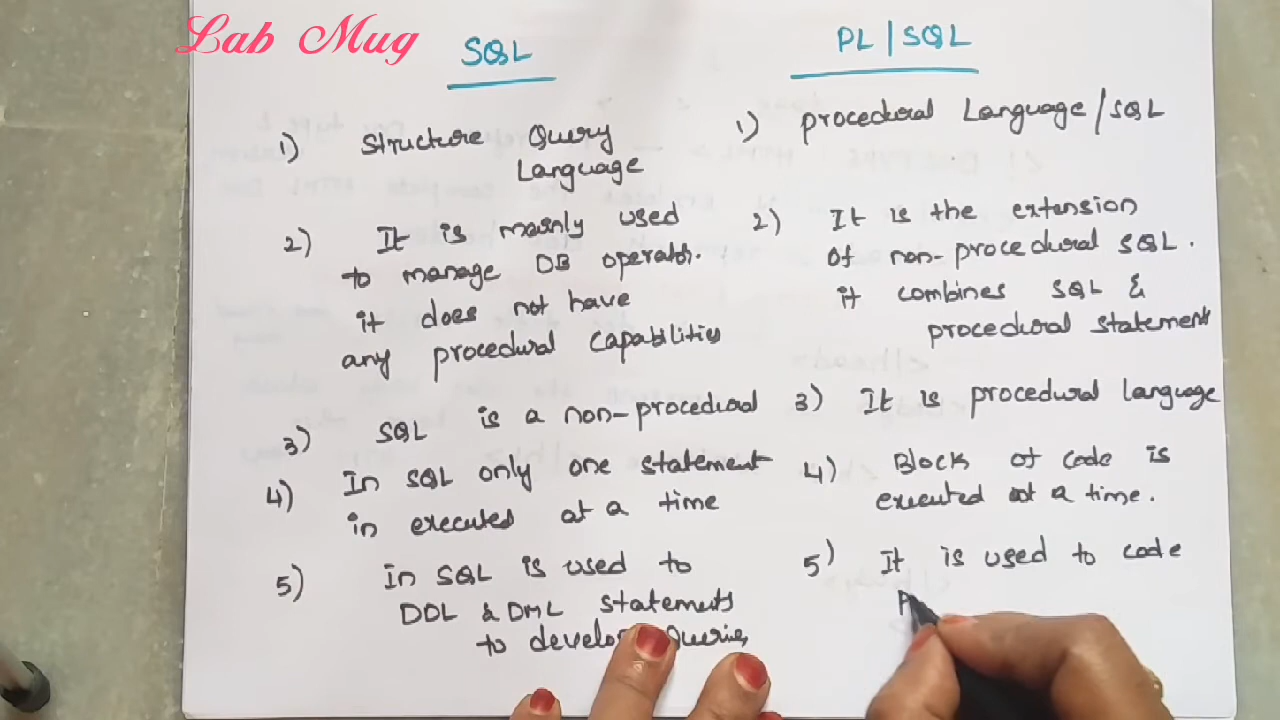 Lab Mug
SQL
PL/SQL
1) Structure Query
Language
2) It is mainly used
to manage DB operator.
it does not have
any procedural capabilities
3) SQL is a non-procedural
4) In SQL only one statement
in executed at a time
5) In SQL is used to
DDL & DML statements
to develop Queries
1) procedural Language/SQL
2) It is the extension
of non-procedural SQL.
it combines SQL &
procedural statement
3) It is procedural language
4) Block of code is
executed at a time.
5) It is used to code